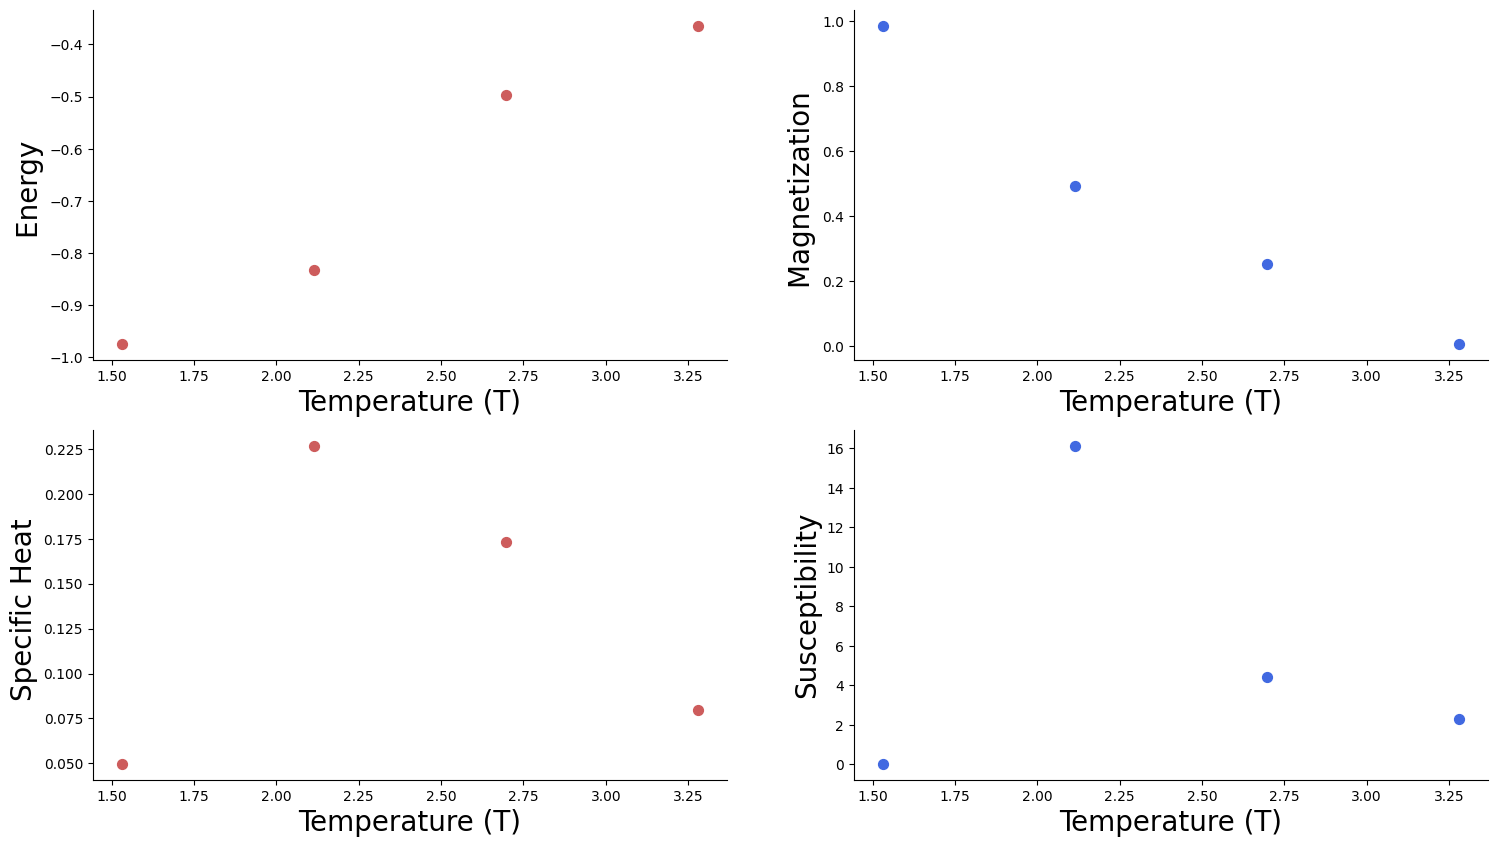 Energy
−0.4
−0.5
−0.6
−0.7
−0.8
−0.9
−1.0
1.50 1.75 2.00 2.25 2.50 2.75 3.00 3.25
Temperature (T)
Magnetization
1.0
0.8
0.6
0.4
0.2
0.0
1.50 1.75 2.00 2.25 2.50 2.75 3.00 3.25
Temperature (T)
Specific Heat
0.225
0.200
0.175
0.150
0.125
0.100
0.075
0.050
1.50 1.75 2.00 2.25 2.50 2.75 3.00 3.25
Temperature (T)
Susceptibility
16
14
12
10
8
6
4
2
0
1.50 1.75 2.00 2.25 2.50 2.75 3.00 3.25
Temperature (T)